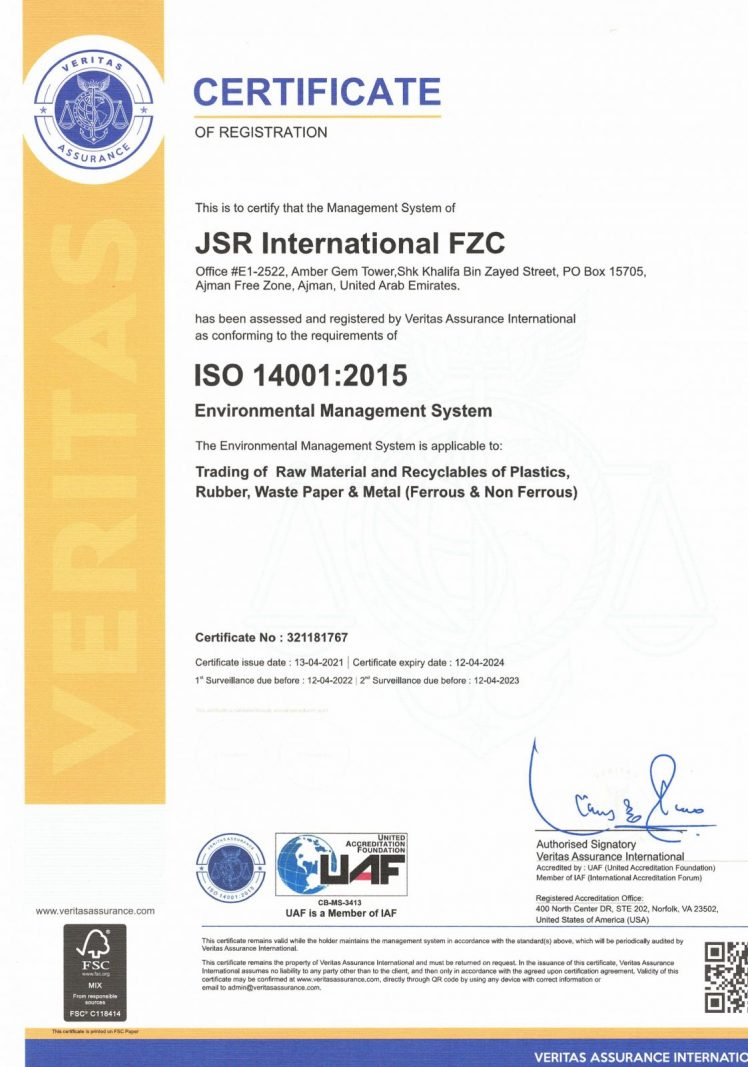 VERITAS
ASSURANCE
CERTIFICATE
OF REGISTRATION
VERITAS
This is to certify that the Management System of
JSR International FZC
Office #E1-2522, Amber Gem Tower,Shk Khalifa Bin Zayed Street, PO Box 15705,
Ajman Free Zone, Ajman, United Arab Emirates.
has been assessed and registered by Veritas Assurance International
as conforming to the requirements of
ISO 14001:2015
Environmental Management System
The Environmental Management System is applicable to:
Trading of Raw Material and Recyclables of Plastics,
Rubber, Waste Paper & Metal (Ferrous & Non Ferrous)
Certificate No : 321181767
Certificate issue date : 13-04-2021 | Certificate expiry date : 12-04-2024
1st Surveillance due before : 12-04-2022 | 2nd Surveillance due before : 12-04-2023
Authorised Signatory
Veritas Assurance International
Accredited by : UAF (United Accreditation Foundation)
Member of IAF (International Accreditation Forum)
Registered Accreditation Office:
400 North Center DR, STE 202, Norfolk, VA 23502,
United States of America (USA)
VERITAS ASSURANCE
ISO 14001:2015
UNITED
ACCREDITATION
FOUNDATION
UAF
CB-MS-3413
UAF is a Member of IAF
www.veritasassurance.com
FSC
www.fsc.org
MIX
From responsible
sources
FSC® C118414
This certificate is printed on FSC Paper
This certificate remains valid while the holder maintains the management system in accordance with the standard(s) above, which will be periodically audited by
Veritas Assurance International.
This certificate remains the property of Veritas Assurance International and must be returned on request. In the issuance of this certificate, Veritas Assurance
International assumes no liability to any party other than to the client, and then only in accordance with the agreed upon certification agreement. Validity of this
certificate may be confirmed at www.veritasassurance.com, directly through QR code by using any device with correct information or
email to admin@veritasassurance.com.
VERITAS ASSURANCE INTERNATIO